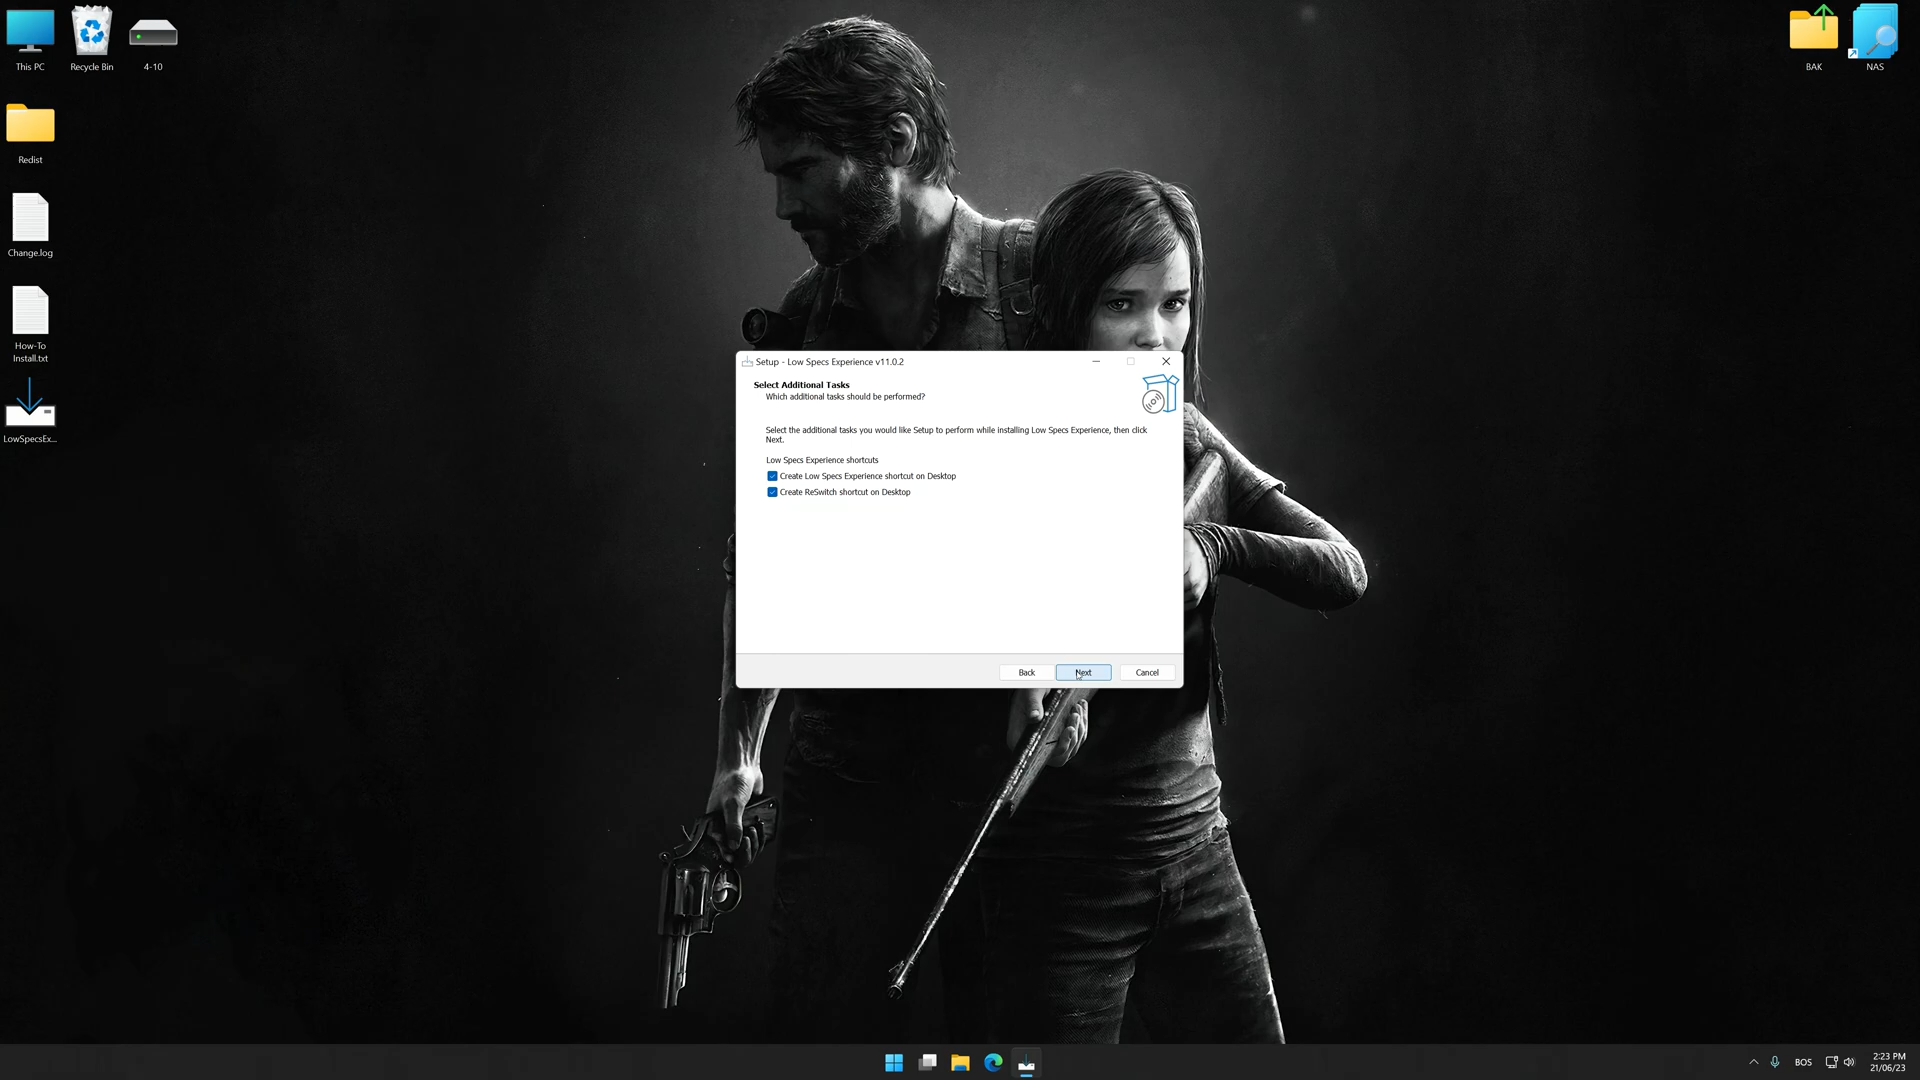 This PC
Recycle Bin
4-10
BAK
NAS
Redist
Change.log
How-To
Install.txt
LowSpecsEx...
Setup - Low Specs Experience v11.0.2
Select Additional Tasks
Which additional tasks should be performed?
Select the additional tasks you would like Setup to perform while installing Low Specs Experience, then click
Next.
Low Specs Experience shortcuts
Create Low Specs Experience shortcut on Desktop
Create ReSwitch shortcut on Desktop
Back
Next
Cancel
BOS
2:23 PM
21/06/23